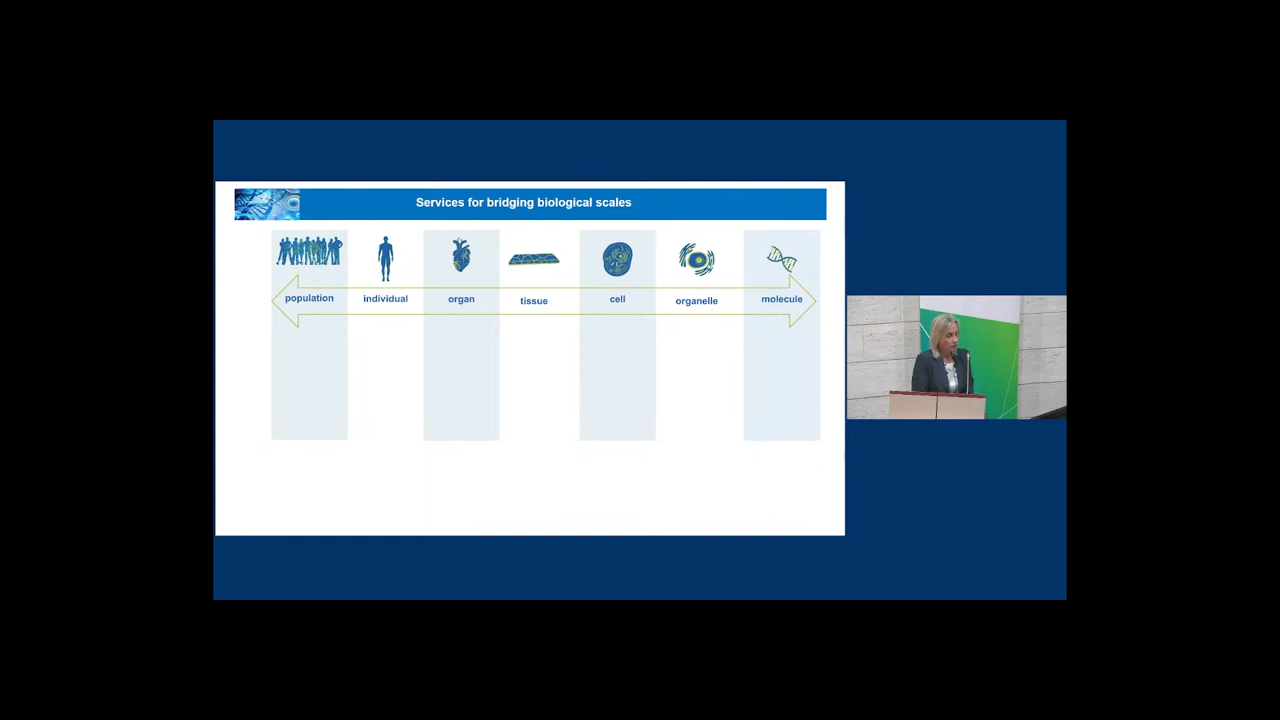 Services for bridging biological scales
population
individual
organ
tissue
cell
organelle
molecule